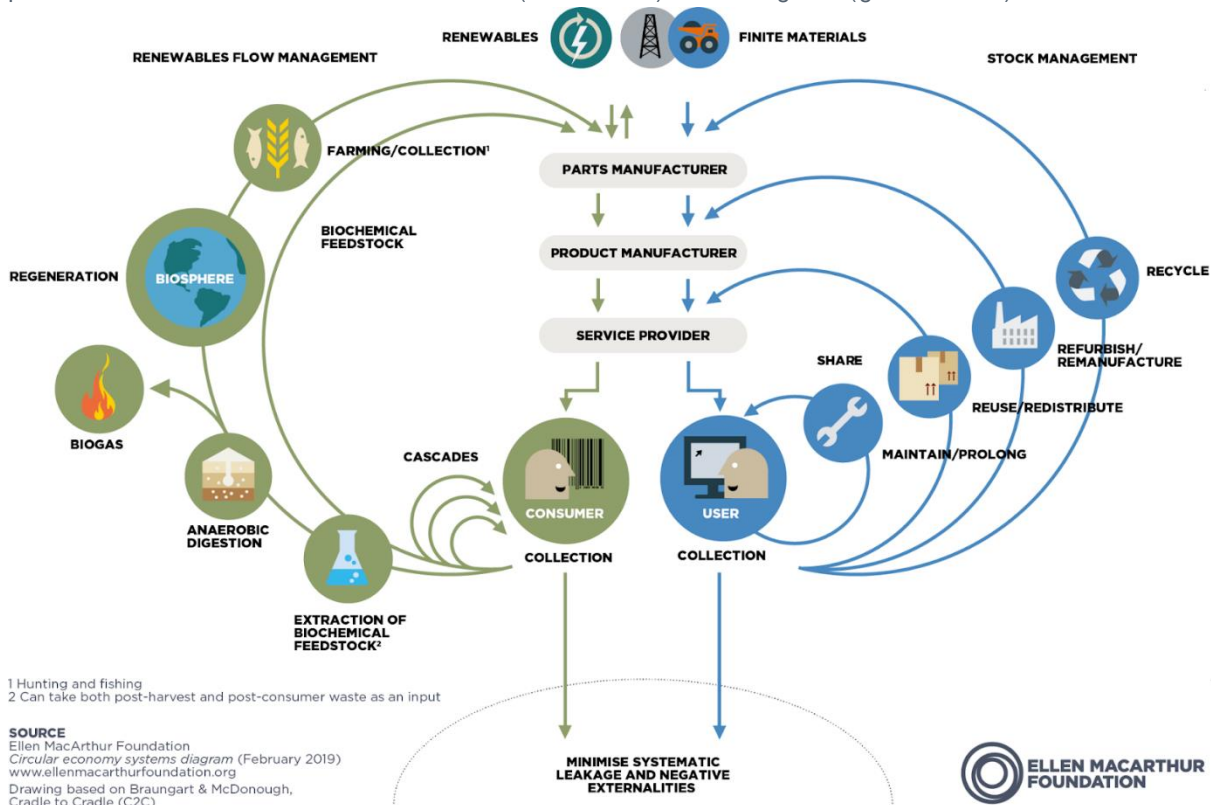 RENEWABLES
FINITE MATERIALS
RENEWABLES FLOW MANAGEMENT
STOCK MANAGEMENT
FARMING/COLLECTION¹
PARTS MANUFACTURER
BIOCHEMICAL
FEEDSTOCK
PRODUCT MANUFACTURER
REGENERATION
BIOSPHERE
RECYCLE
SERVICE PROVIDER
SHARE
REFURBISH/
REMANUFACTURE
REUSE/REDISTRIBUTE
BIOGAS
CASCADES
MAINTAIN/PROLONG
CONSUMER
USER
ANAEROBIC
DIGESTION
COLLECTION
COLLECTION
EXTRACTION OF
BIOCHEMICAL
FEEDSTOCK²
1 Hunting and fishing
2 Can take both post-harvest and post-consumer waste as an input
SOURCE
Ellen MacArthur Foundation
Circular economy systems diagram (February 2019)
www.ellenmacarthurfoundation.org
Drawing based on Braungart & McDonough,
Cradle to Cradle (C2C)
MINIMISE SYSTEMATIC
LEAKAGE AND NEGATIVE
EXTERNALITIES
ELLEN MACARTHUR
FOUNDATION